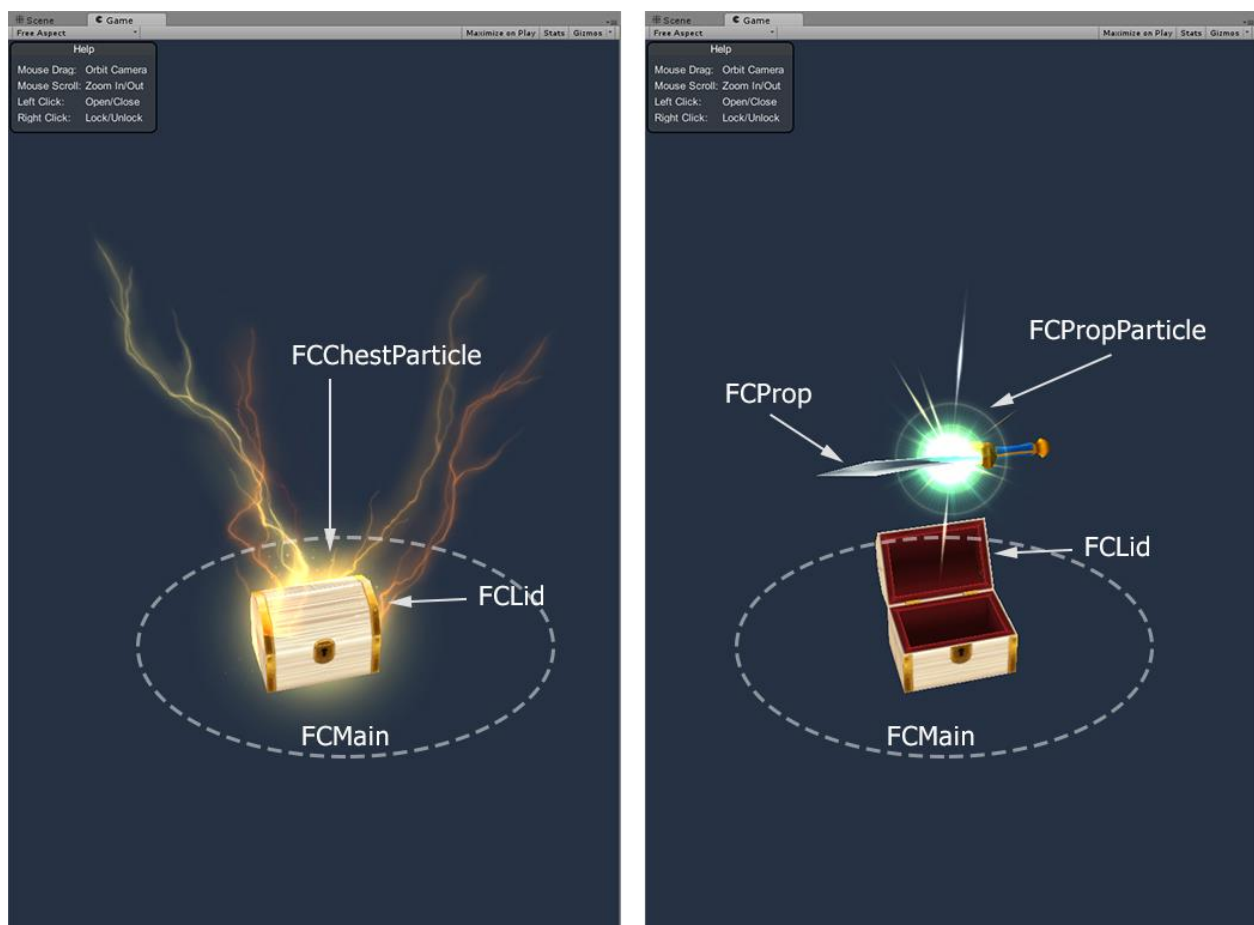 Scene Game
Free Aspect Maximize on Play Stats Gizmos
Help
Mouse Drag: Orbit Camera
Mouse Scroll: Zoom In/Out
Left Click: Open/Close
Right Click: Lock/Unlock
FCChestParticle
FCLid
FCMain
Scene Game
Free Aspect Maximize on Play Stats Gizmos
Help
Mouse Drag: Orbit Camera
Mouse Scroll: Zoom In/Out
Left Click: Open/Close
Right Click: Lock/Unlock
FCPropParticle
FCProp
FCLid
FCMain